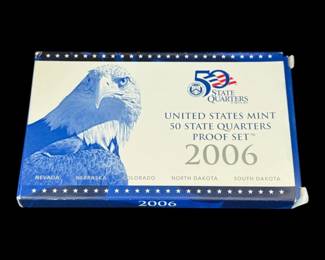 50
STATE
QUARTERS
UNITED STATES MINT
50 STATE QUARTERS
PROOF SET™
2006
NEVADA NEBRASKA COLORADO NORTH DAKOTA SOUTH DAKOTA
2006